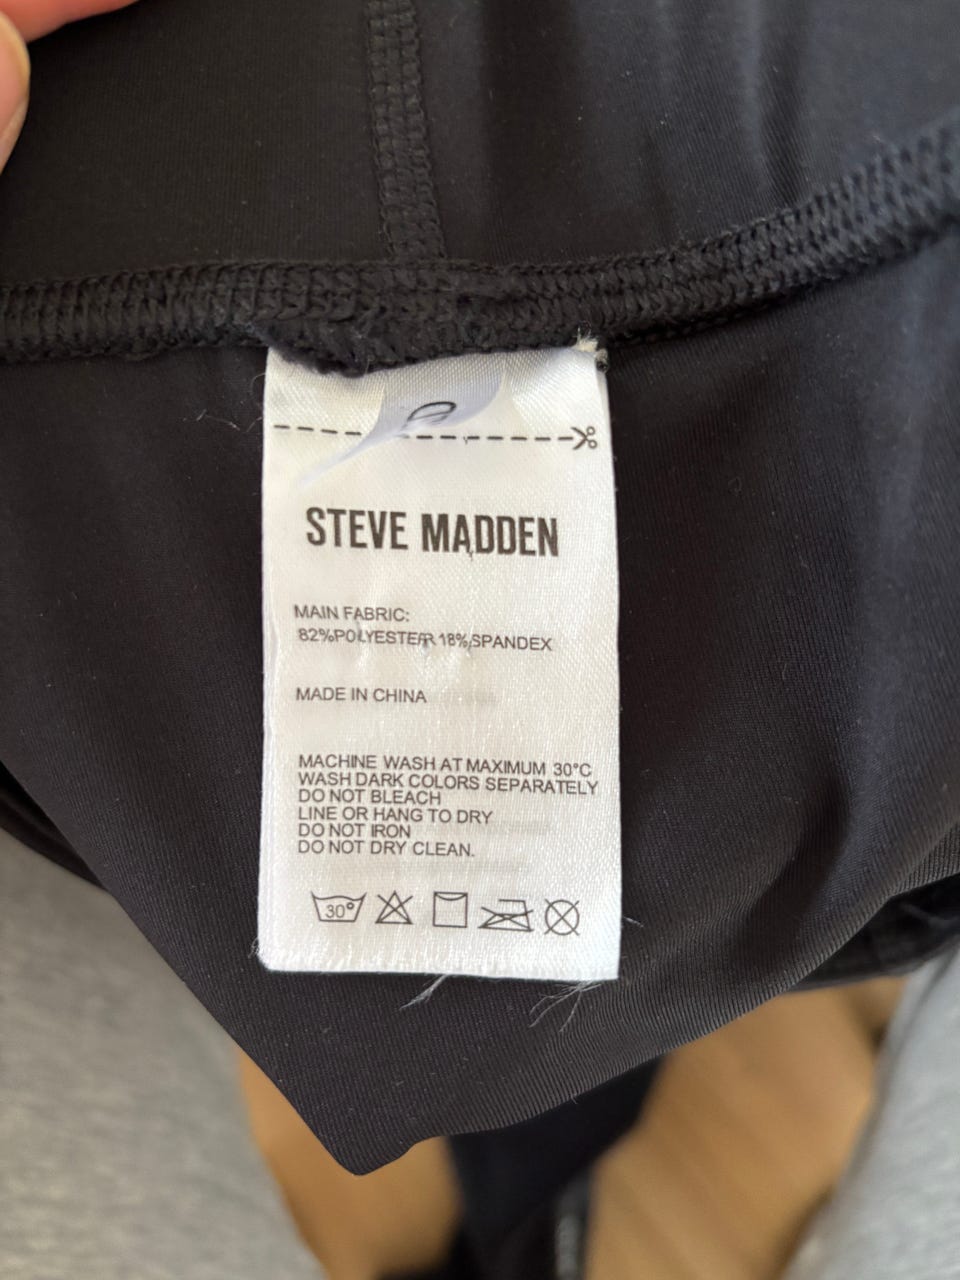 STEVE MADDEN
MAIN FABRIC:
82%POLYESTER 18%SPANDEX
MADE IN CHINA
MACHINE WASH AT MAXIMUM 30°C
WASH DARK COLORS SEPARATELY
DO NOT BLEACH
LINE OR HANG TO DRY
DO NOT IRON
DO NOT DRY CLEAN.
30°